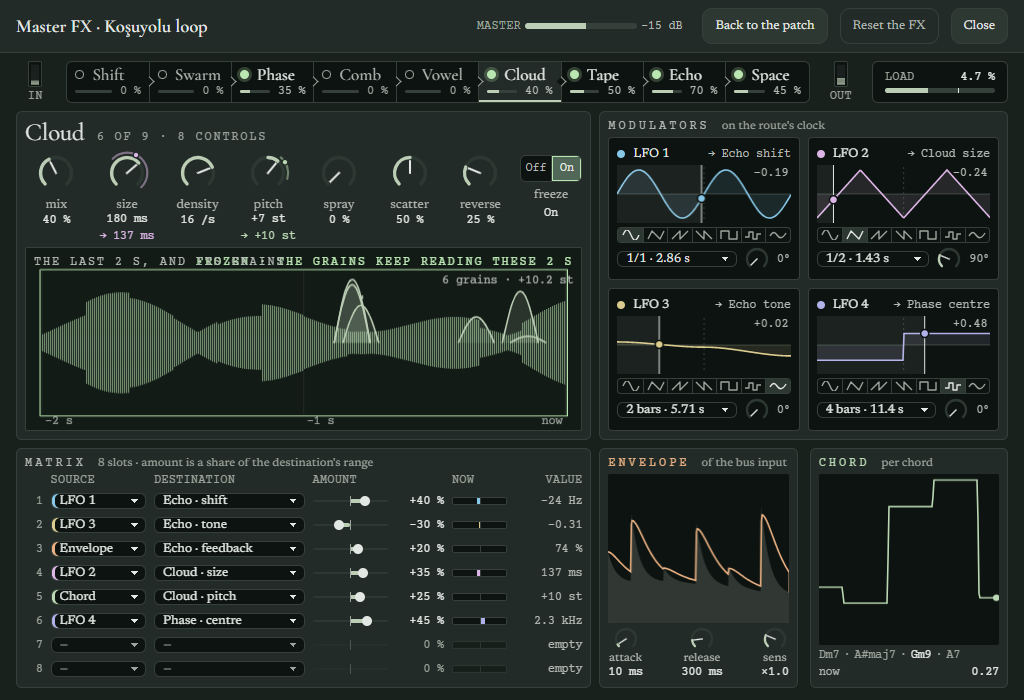 Master FX · Koşuyolu loop
MASTER -15 dB
Back to the patch
Reset the FX
Close
IN
Shift 0 %
Swarm 0 %
Phase 35 %
Comb 0 %
Vowel 0 %
Cloud 40 %
Tape 50 %
Echo 70 %
Space 45 %
OUT
LOAD 4.7 %
Cloud 6 OF 9 · 8 CONTROLS
mix size density pitch spray scatter reverse freeze
40 % 180 ms 16 /s +7 st 0 % 50 % 25 % On
→ 137 ms → +10 st
Off On
THE LAST 2 S, AND
THE GRAINS KEEP READING THESE 2 S
6 grains · +10.2 st
-2 s -1 s now
MODULATORS on the route's clock
LFO 1 → Echo shift
-0.19
1/1 · 2.86 s 0°
LFO 2 → Cloud size
-0.24
1/2 · 1.43 s 90°
LFO 3 → Echo tone
+0.02
2 bars · 5.71 s 0°
LFO 4 → Phase centre
+0.48
4 bars · 11.4 s 0°
MATRIX 8 slots · amount is a share of the destination's range
SOURCE DESTINATION AMOUNT NOW VALUE
1 LFO 1 Echo · shift +40 % -24 Hz
2 LFO 3 Echo · tone -30 % -0.31
3 Envelope Echo · feedback +20 % 74 %
4 LFO 2 Cloud · size +35 % 137 ms
5 Chord Cloud · pitch +25 % +10 st
6 LFO 4 Phase · centre +45 % 2.3 kHz
7 – – 0 % empty
8 – – 0 % empty
ENVELOPE of the bus input
attack release sens
10 ms 300 ms ×1.0
CHORD per chord
Dm7 · A#maj7 · Gm9 · A7
now 0.27